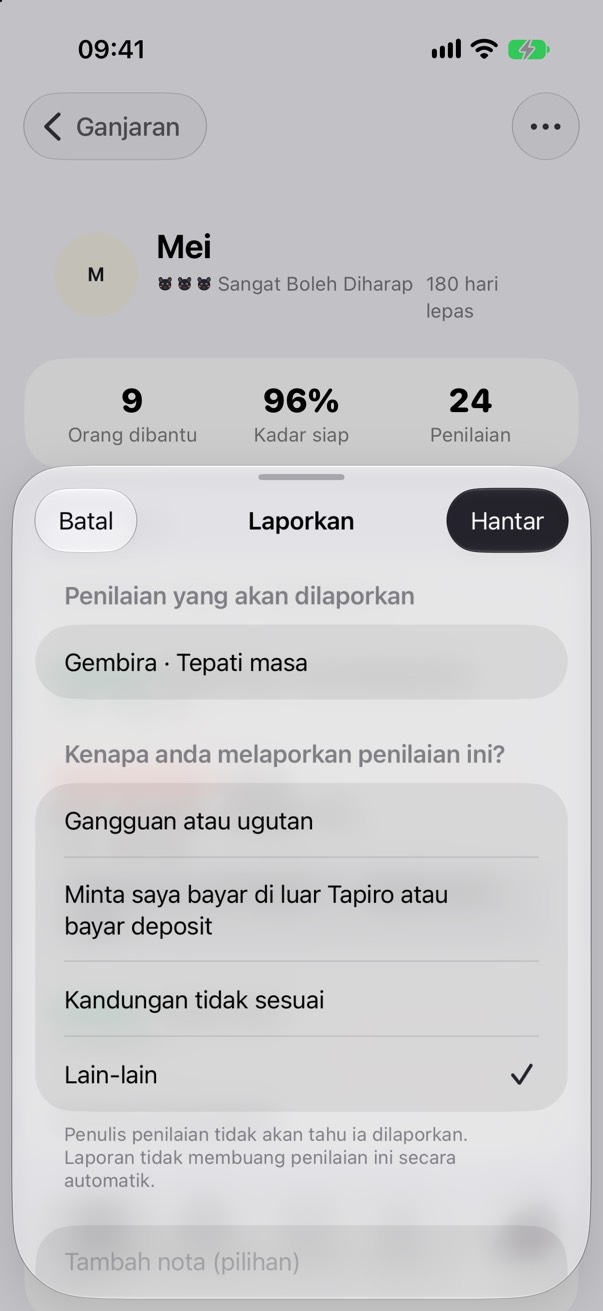 09:41
Ganjaran
Mei
Sangat Boleh Diharap
180 hari
lepas
M
9
96%
24
Orang dibantu
Kadar siap
Penilaian
Batal
Laporkan
Hantar
Penilaian yang akan dilaporkan
Gembira · Tepati masa
Kenapa anda melaporkan penilaian ini?
Gangguan atau ugutan
Minta saya bayar di luar Tapiro atau
bayar deposit
Kandungan tidak sesuai
Lain-lain
Penulis penilaian tidak akan tahu ia dilaporkan.
Laporan tidak membuang penilaian ini secara
automatik.
Tambah nota (pilihan)